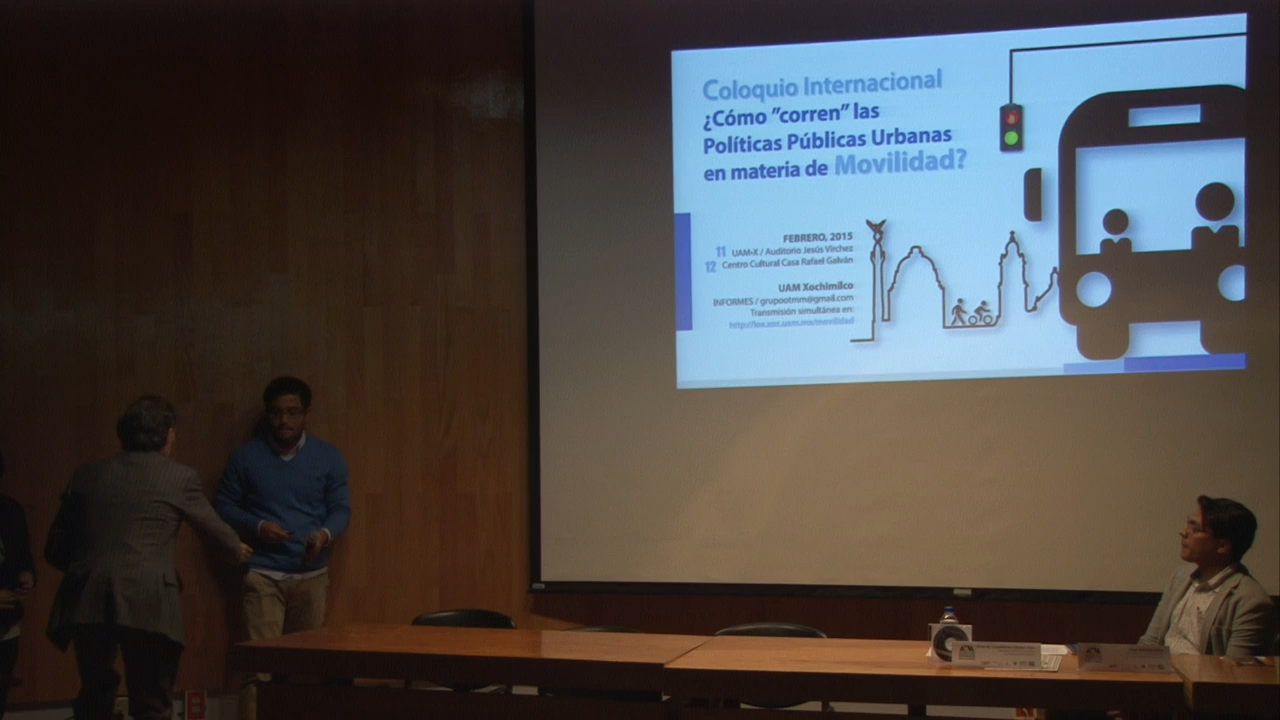 Coloquio Internacional
¿Cómo "corren" las
Políticas Públicas Urbanas
en materia de Movilidad?
FEBRERO, 2015
11 UAM-X / Auditorio Jesús Vírchez
12 Centro Cultural Casa Rafael Galván
UAM Xochimilco
INFORMES / grupootmm@gmail.com
Transmisión simultánea en: